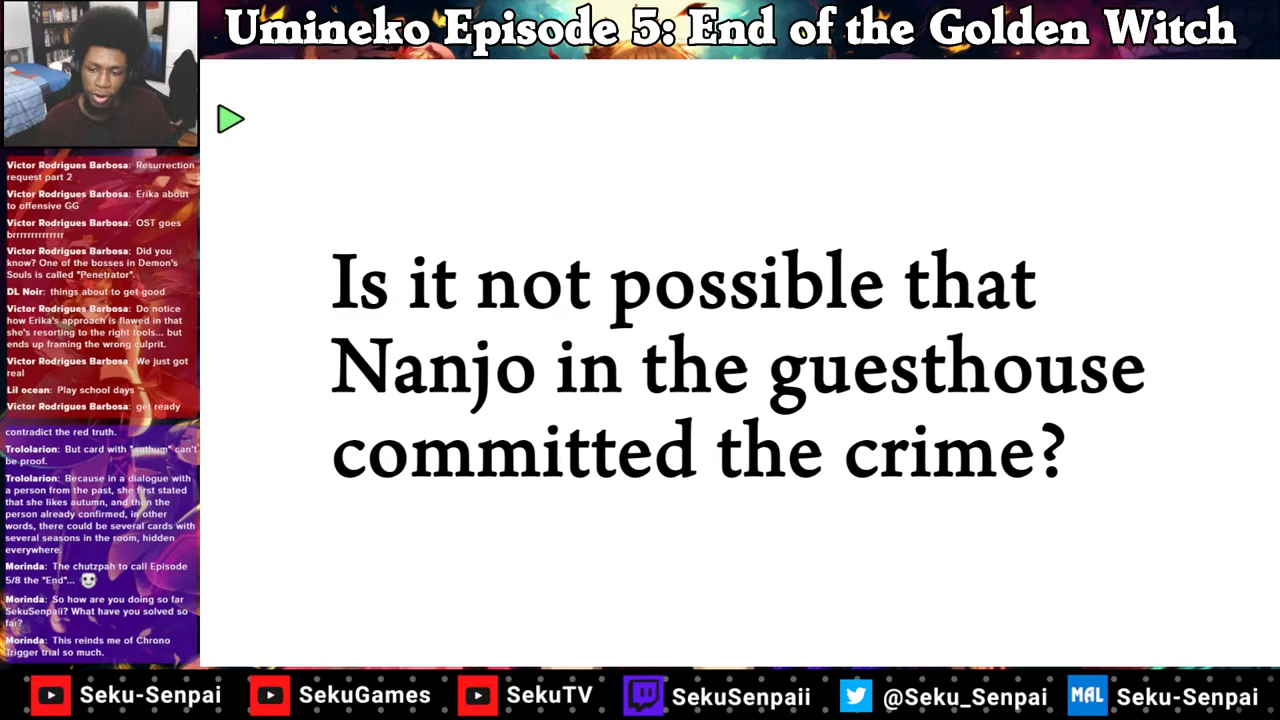 Umineko Episode 5: End of the Golden Witch
Victor Rodrigues Barbosa: Resurrection
request part 2
Victor Rodrigues Barbosa: Erika about
to offensive GG
Victor Rodrigues Barbosa: OST goes
brrrrrrrrrrrrr
Victor Rodrigues Barbosa: Did you
know? One of the bosses in Demon's
Souls is called "Penetrator".
DL Noir: things about to get good
Victor Rodrigues Barbosa: Do notice
how Erika's approach is flawed in that
she's resorting to the right tools... but
ends up framing the wrong culprit.
Victor Rodrigues Barbosa: We just got
real
Lil ocean: Play school days
Victor Rodrigues Barbosa: get ready
contradict the red truth.
Trololarion: But card with "authum" can't
be proof.
Trololarion: Because in a dialogue with
a person from the past, she first stated
that she likes autumn, and then the
person already confirmed, in other
words, there could be several cards with
several seasons in the room, hidden
everywhere.
Morinda: The chutzpah to call Episode
5/8 the "End"...
Morinda: So how are you doing so far
SekuSenpaii? What have you solved so
far?
Morinda: This reinds me of Chrono
Trigger trial so much.
Is it not possible that
Nanjo in the guesthouse
committed the crime?
Seku-Senpai
SekuGames
SekuTV
SekuSenpaii
@Seku_Senpai
MAL Seku-Senpai